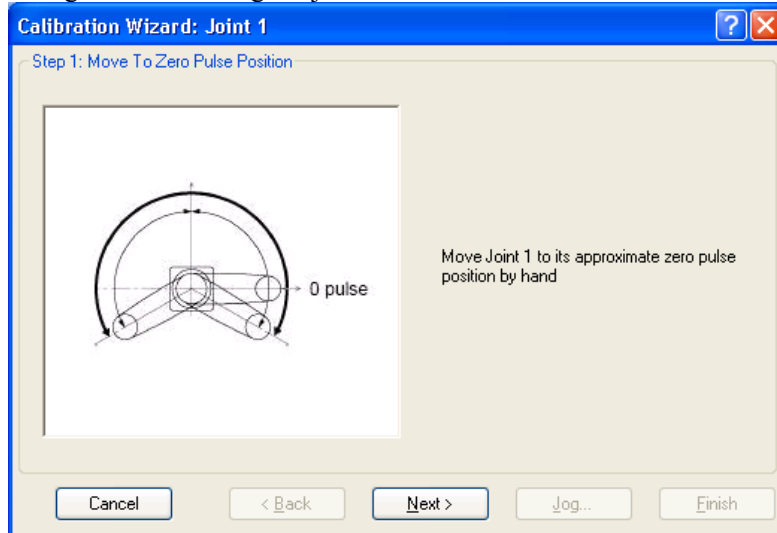 Calibration Wizard: Joint 1
Step 1: Move To Zero Pulse Position
0 pulse
Move Joint 1 to its approximate zero pulse
position by hand
Cancel
< Back
Next >
Jog...
Finish